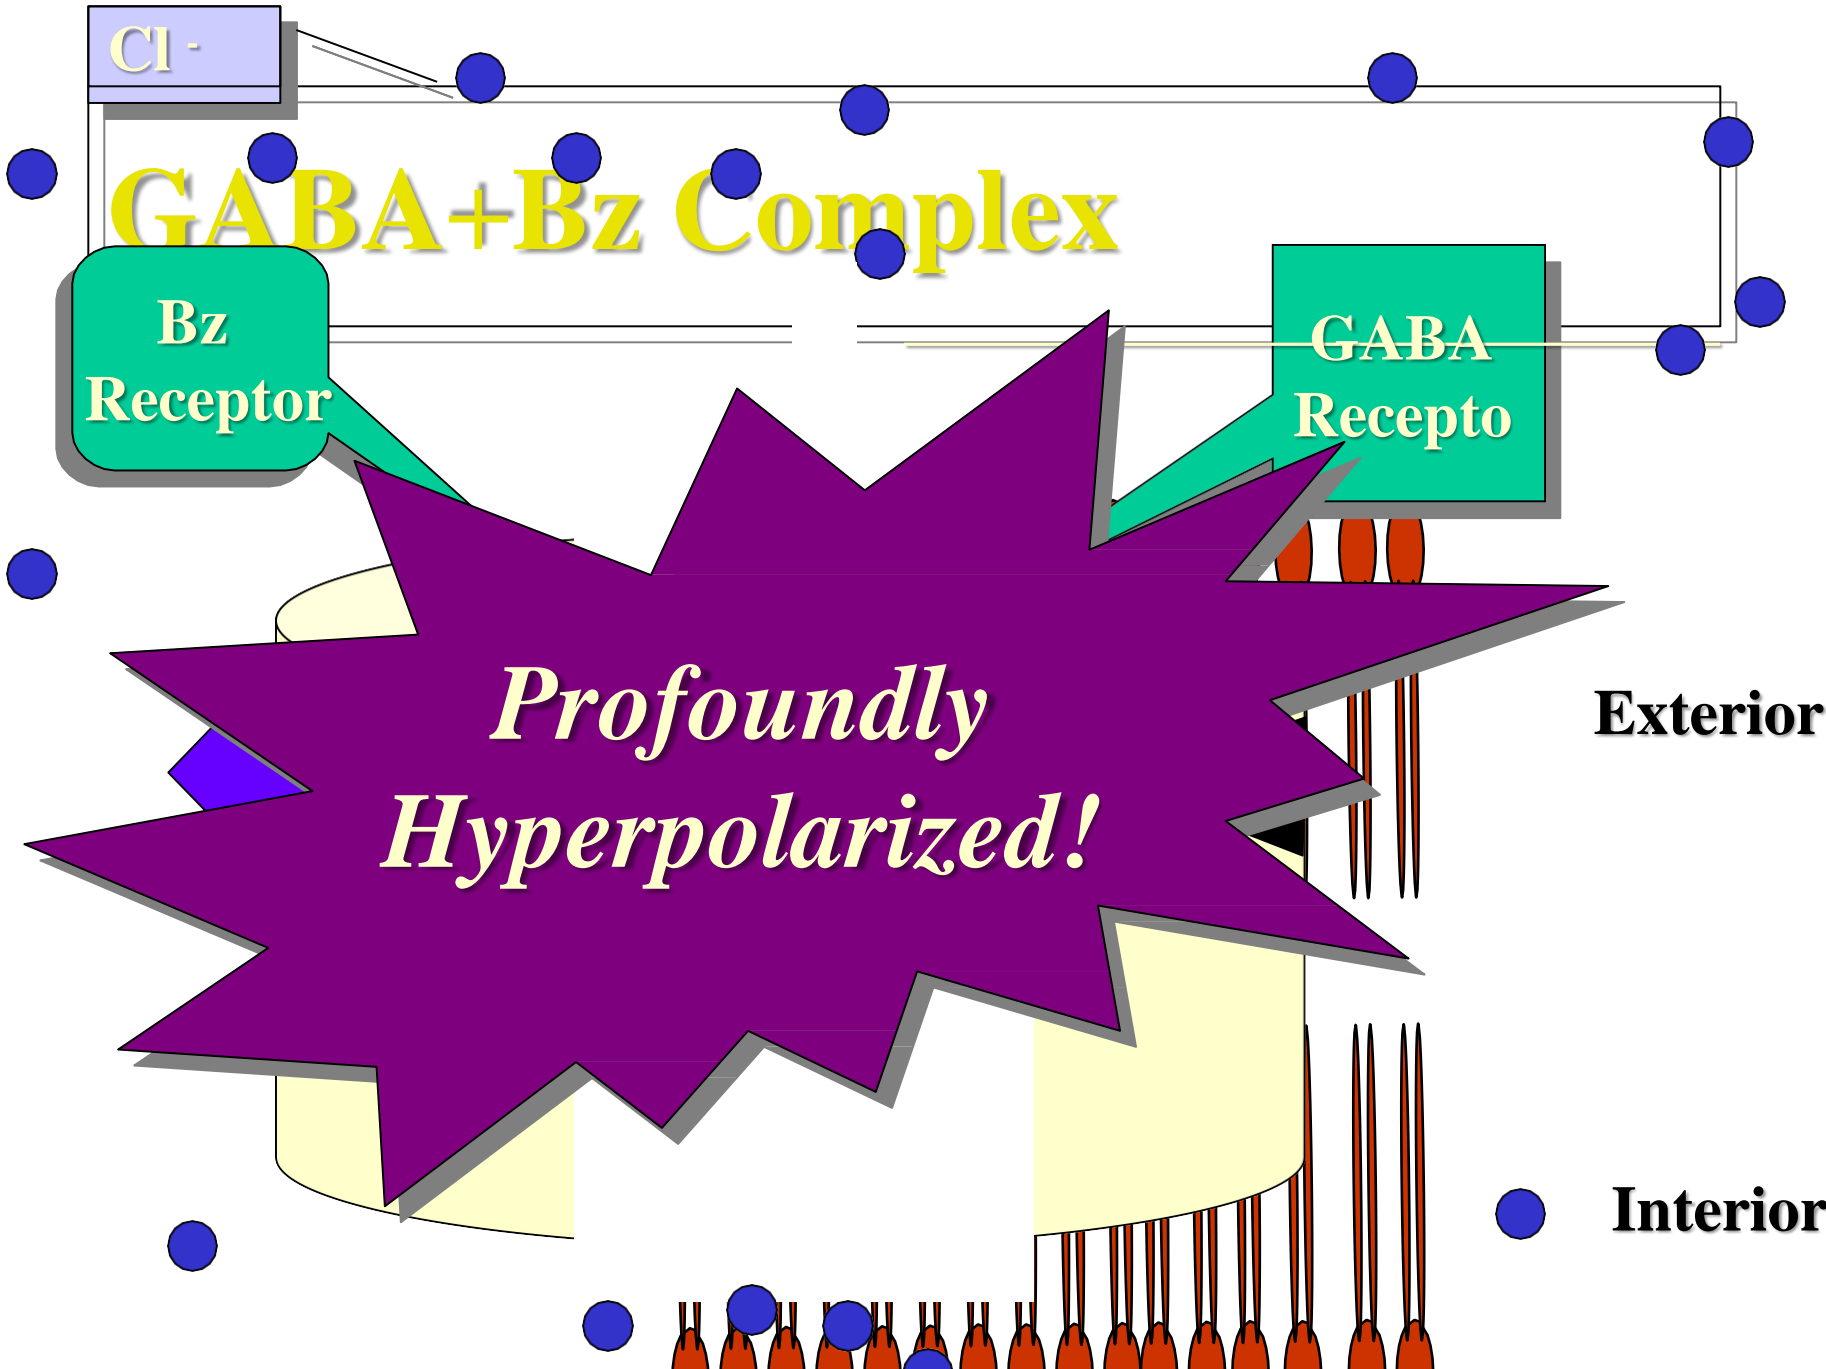 Cl -
GABA+Bz Complex
Bz
Receptor
GABA
Recepto
Profoundly
Hyperpolarized!
Exterior
Interior